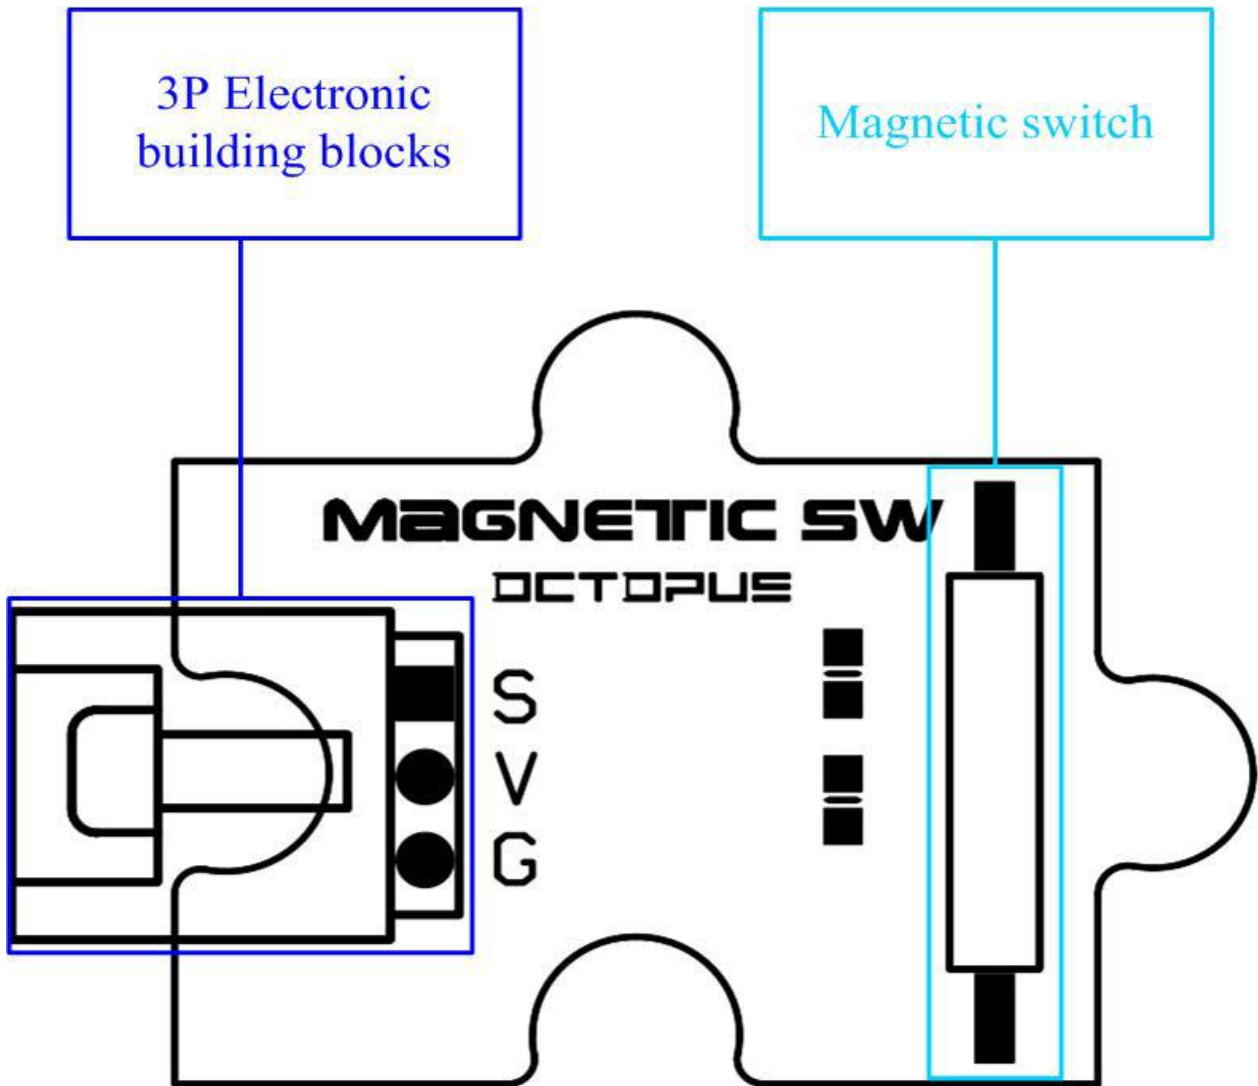 3P Electronic
building blocks
Magnetic switch
MaGNETIC SW
OCTOPUS
S
V
G